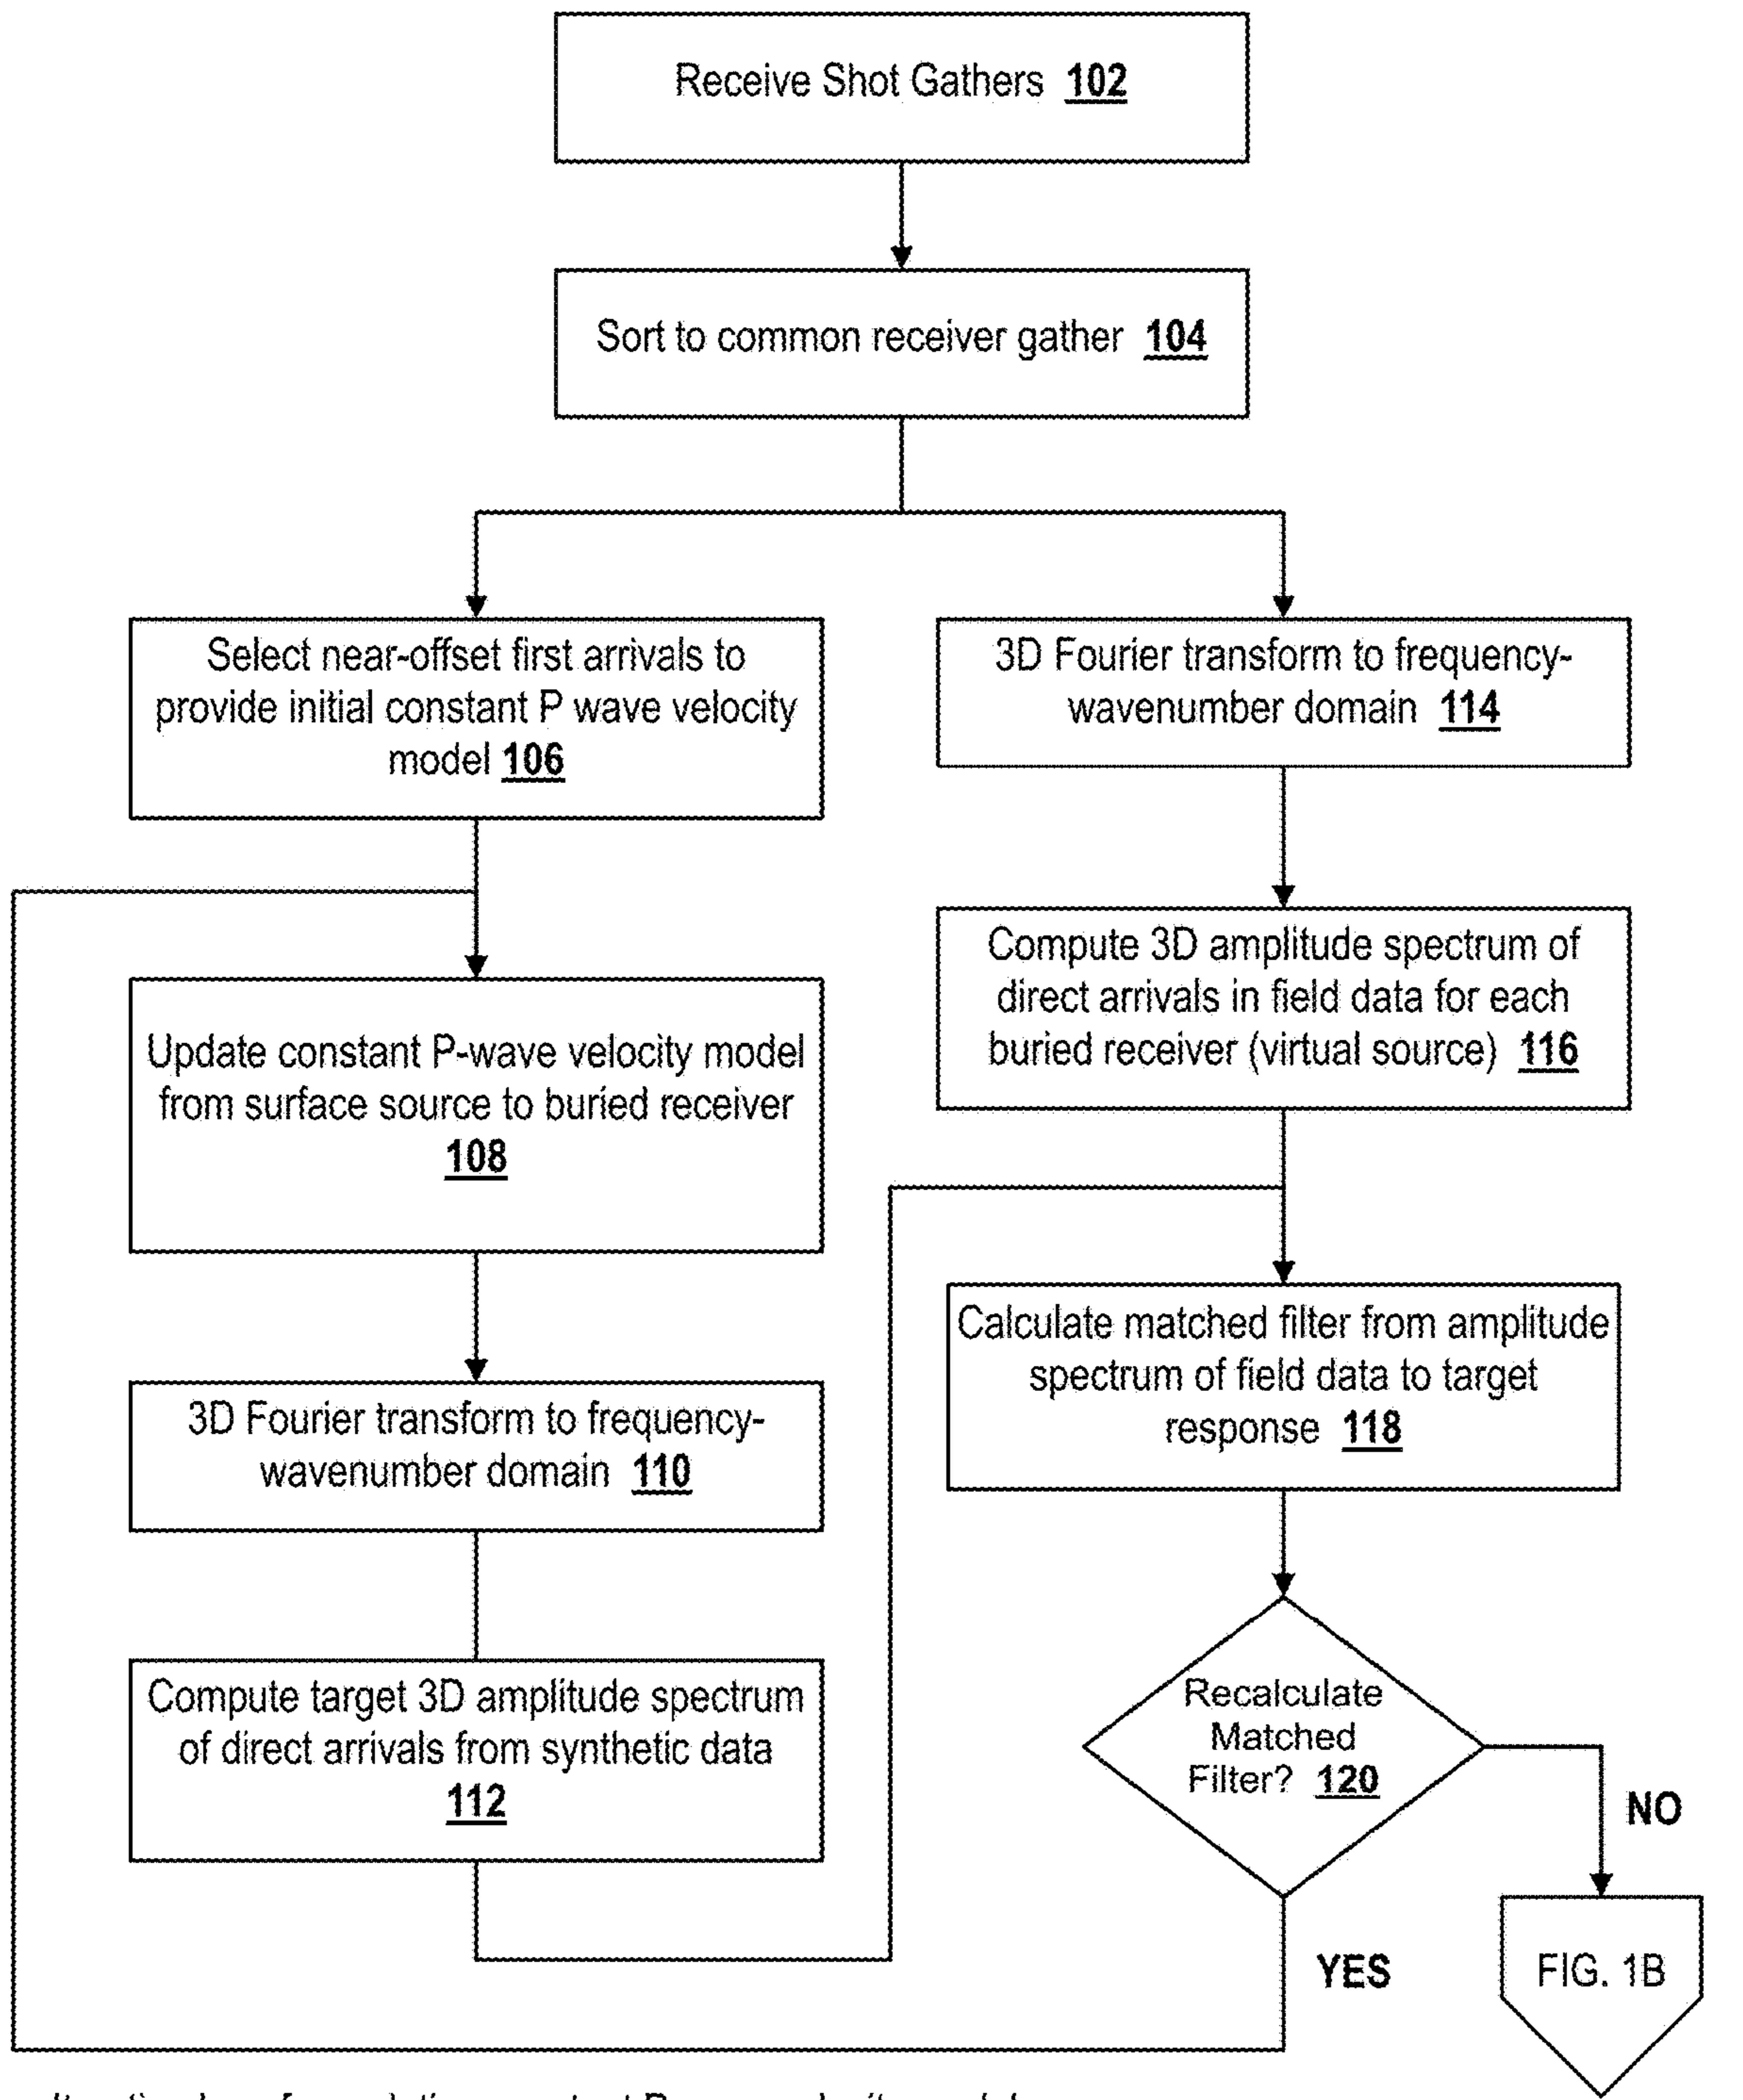 Receive Shot Gathers 102
Sort to common receiver gather 104
Select near-offset first arrivals to
provide initial constant P wave velocity
model 106
3D Fourier transform to frequency-
wavenumber domain 114
Update constant P-wave velocity model
from surface source to buried receiver
108
Compute 3D amplitude spectrum of
direct arrivals in field data for each
buried receiver (virtual source) 116
3D Fourier transform to frequency-
wavenumber domain 110
Calculate matched filter from amplitude
spectrum of field data to target
response 118
Compute target 3D amplitude spectrum
of direct arrivals from synthetic data
112
Recalculate
Matched
Filter? 120
NO
YES
FIG. 1B